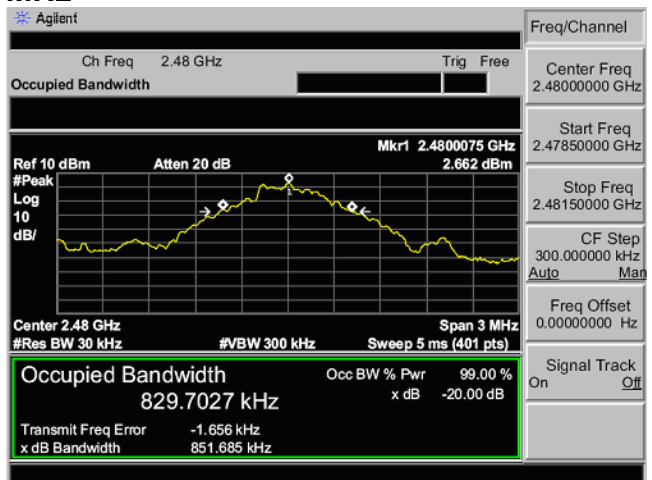 Agilent
Freq/Channel
Ch Freq 2.48 GHz Trig Free
Occupied Bandwidth
Center Freq
2.48000000 GHz
Start Freq
2.47850000 GHz
Stop Freq
2.48150000 GHz
CF Step
300.000000 kHz
Auto Man
Freq Offset
0.00000000 Hz
Signal Track
On Off
Mkr1 2.4800075 GHz
Ref 10 dBm Atten 20 dB 2.662 dBm
#Peak
Log
10
dB/
1
Center 2.48 GHz Span 3 MHz
#Res BW 30 kHz #VBW 300 kHz Sweep 5 ms (401 pts)
Occupied Bandwidth Occ BW % Pwr 99.00 %
829.7027 kHz x dB -20.00 dB
Transmit Freq Error -1.656 kHz
x dB Bandwidth 851.685 kHz